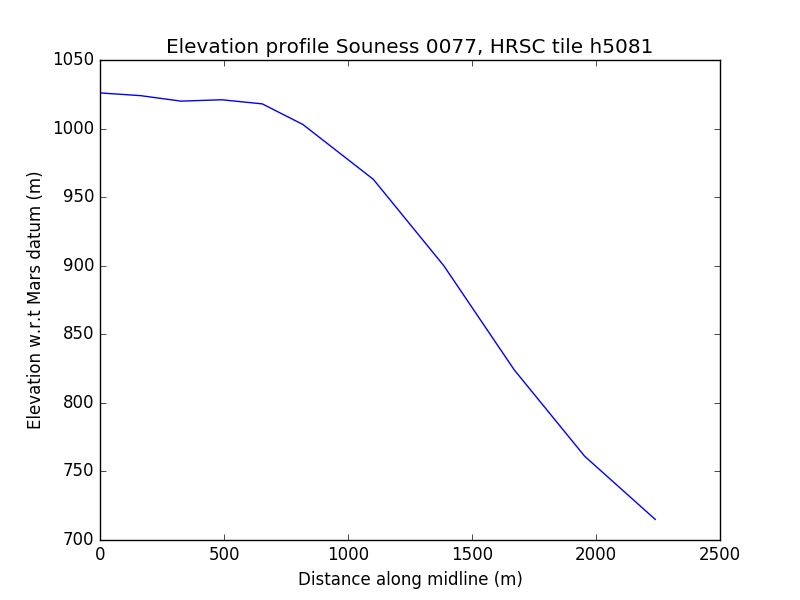 Elevation profile Souness 0077, HRSC tile h5081
1050
1000
950
900
850
800
750
700
Elevation w.r.t Mars datum (m)
0 500 1000 1500 2000 2500
Distance along midline (m)